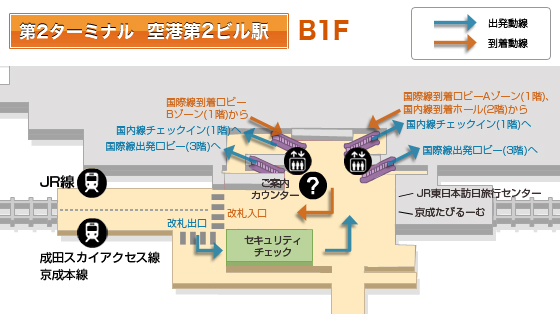 第2ターミナル 空港第2ビル駅 B1F
出発動線
到着動線
国際線到着ロビー
Bゾーン(1階)から
国内線チェックイン(1階)へ
国際線出発ロビー(3階)へ
国際線到着ロビーAゾーン(1階)、
国内線到着ホール(2階)から
国内線チェックイン(1階)へ
国際線出発ロビー(3階)へ
ご案内
カウンター
?
JR線
改札出口
改札入口
JR東日本訪日旅行センター
京成たびるーむ
セキュリティ
チェック
成田スカイアクセス線
京成本線